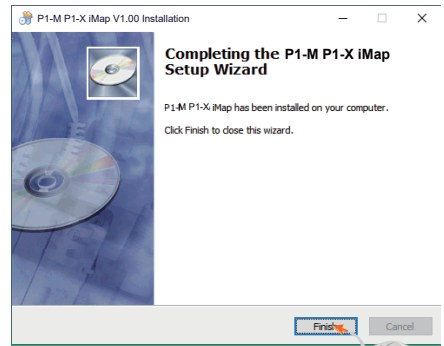 P1-M P1-X iMap V1.00 Installation
Completing the P1-M P1-X iMap
Setup Wizard
P1-M P1-X iMap has been installed on your computer.
Click Finish to close this wizard.
Finish
Cancel